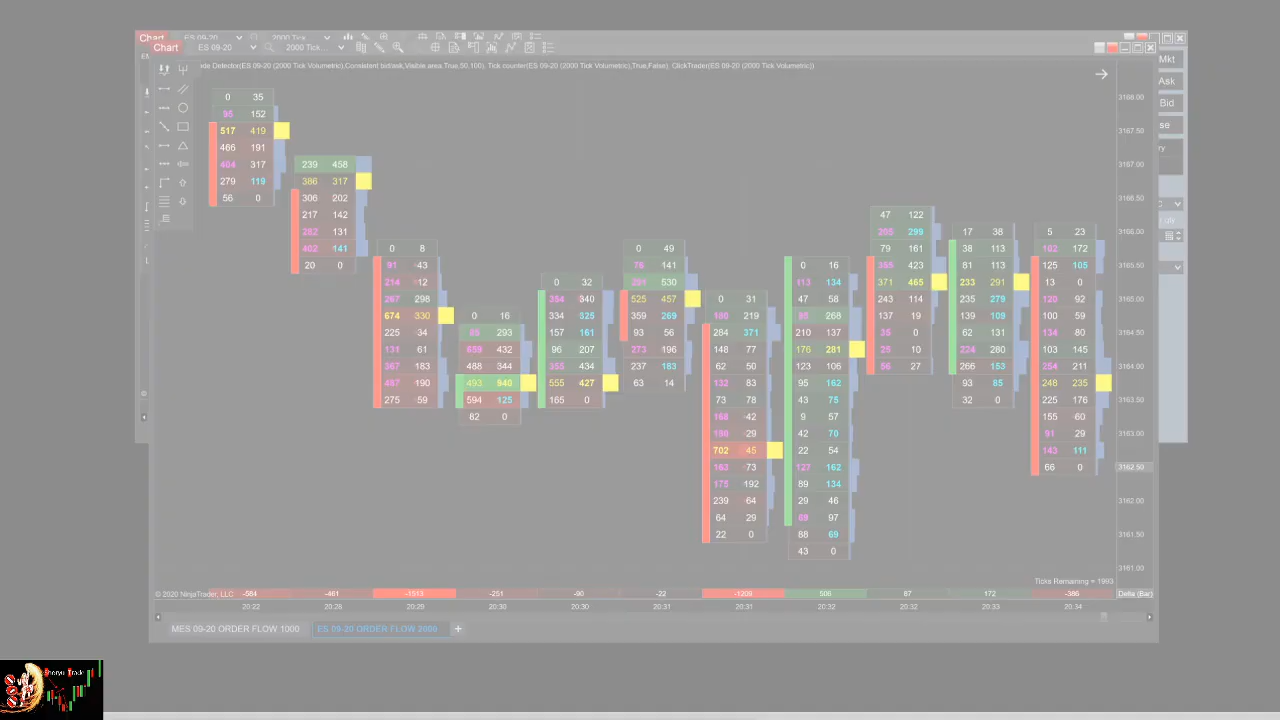 Chart ES 09-20 2000 Tick
Chart ES 09-20 2000 Tick...
Mkt
de Detector(ES 09-20 (2000 Tick Volumetric),Consistent bid/ask,Visible area,True,50,100), Tick counter(ES 09-20 (2000 Tick Volumetric),True,False), ClickTrader(ES 09-20 (2000 Tick Volumetric))
Ask
0 35 3168.00
95 152 Bid
517 419 3167.50
466 191
404 317 239 458 3167.00
279 119 386 317
56 0 306 202 3166.50
217 142 47 122
282 131 17 38 5 23 205 299 3166.00
402 141 0 8 0 49 79 161 38 113 102 172
20 0 91 43 76 141 0 16 355 423 81 113 125 105 3165.50
214 12 0 32 530 113 134 371 465 233 291 13 0
267 298 354 340 525 457 0 31 47 58 243 114 235 279 120 92 3165.00
674 330 0 16 334 325 359 269 180 219 95 268 137 19 139 109 100 59
225 34 85 293 157 161 93 56 284 371 210 137 35 0 62 131 134 80 3164.50
131 61 659 432 96 207 273 196 148 77 176 281 25 10 224 280 103 145
367 183 488 344 355 434 237 183 62 50 123 106 56 27 266 153 254 211 3164.00
487 190 493 940 555 427 63 14 132 83 95 162 93 85 248 235
275 59 594 125 165 0 73 78 43 75 32 0 225 176 3163.50
82 0 168 42 9 57 155 60
190 29 42 70 91 29 3163.00
702 45 22 54 143 111
163 73 127 162 66 0 3162.50
175 192 89 134
239 64 29 46 3162.00
64 29 69 97
22 0 88 69 3161.50
43 0
3161.00
Ticks Remaining = 1993
© 2020 NinjaTrader, LLC -584 -461 -1513 -251 -90 -22 -1209 506 87 172 -386 Delta (Bar)
20:22 20:28 20:29 20:30 20:30 20:31 20:31 20:32 20:32 20:33 20:34
MES 09-20 ORDER FLOW 1000 ES 09-20 ORDER FLOW 2000 +
Shoryu Trade